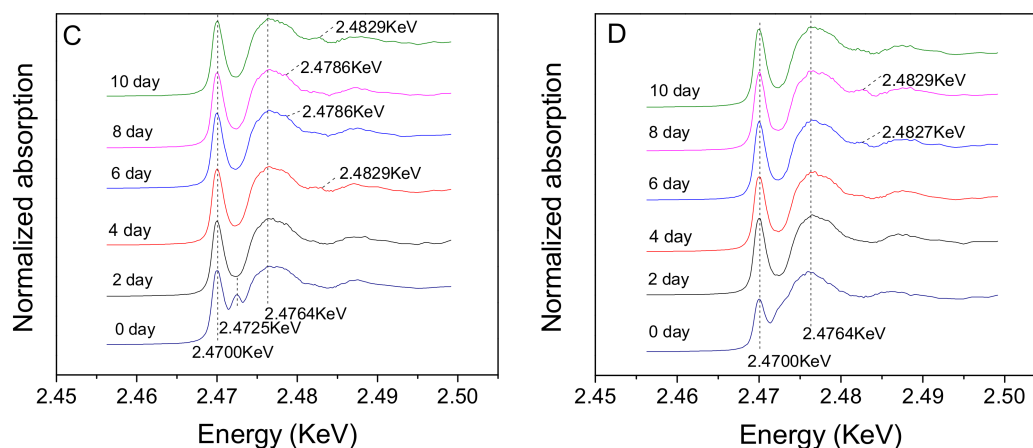 C
2.4829KeV
10 day
2.4786KeV
8 day
2.4786KeV
6 day
2.4829KeV
4 day
2 day
2.4764KeV
0 day
2.4725KeV
2.4700KeV
Normalized absorption
2.45 2.46 2.47 2.48 2.49 2.50
Energy (KeV)
D
10 day
2.4829KeV
8 day
2.4827KeV
6 day
4 day
2 day
0 day
2.4764KeV
2.4700KeV
Normalized absorption
2.45 2.46 2.47 2.48 2.49 2.50
Energy (KeV)